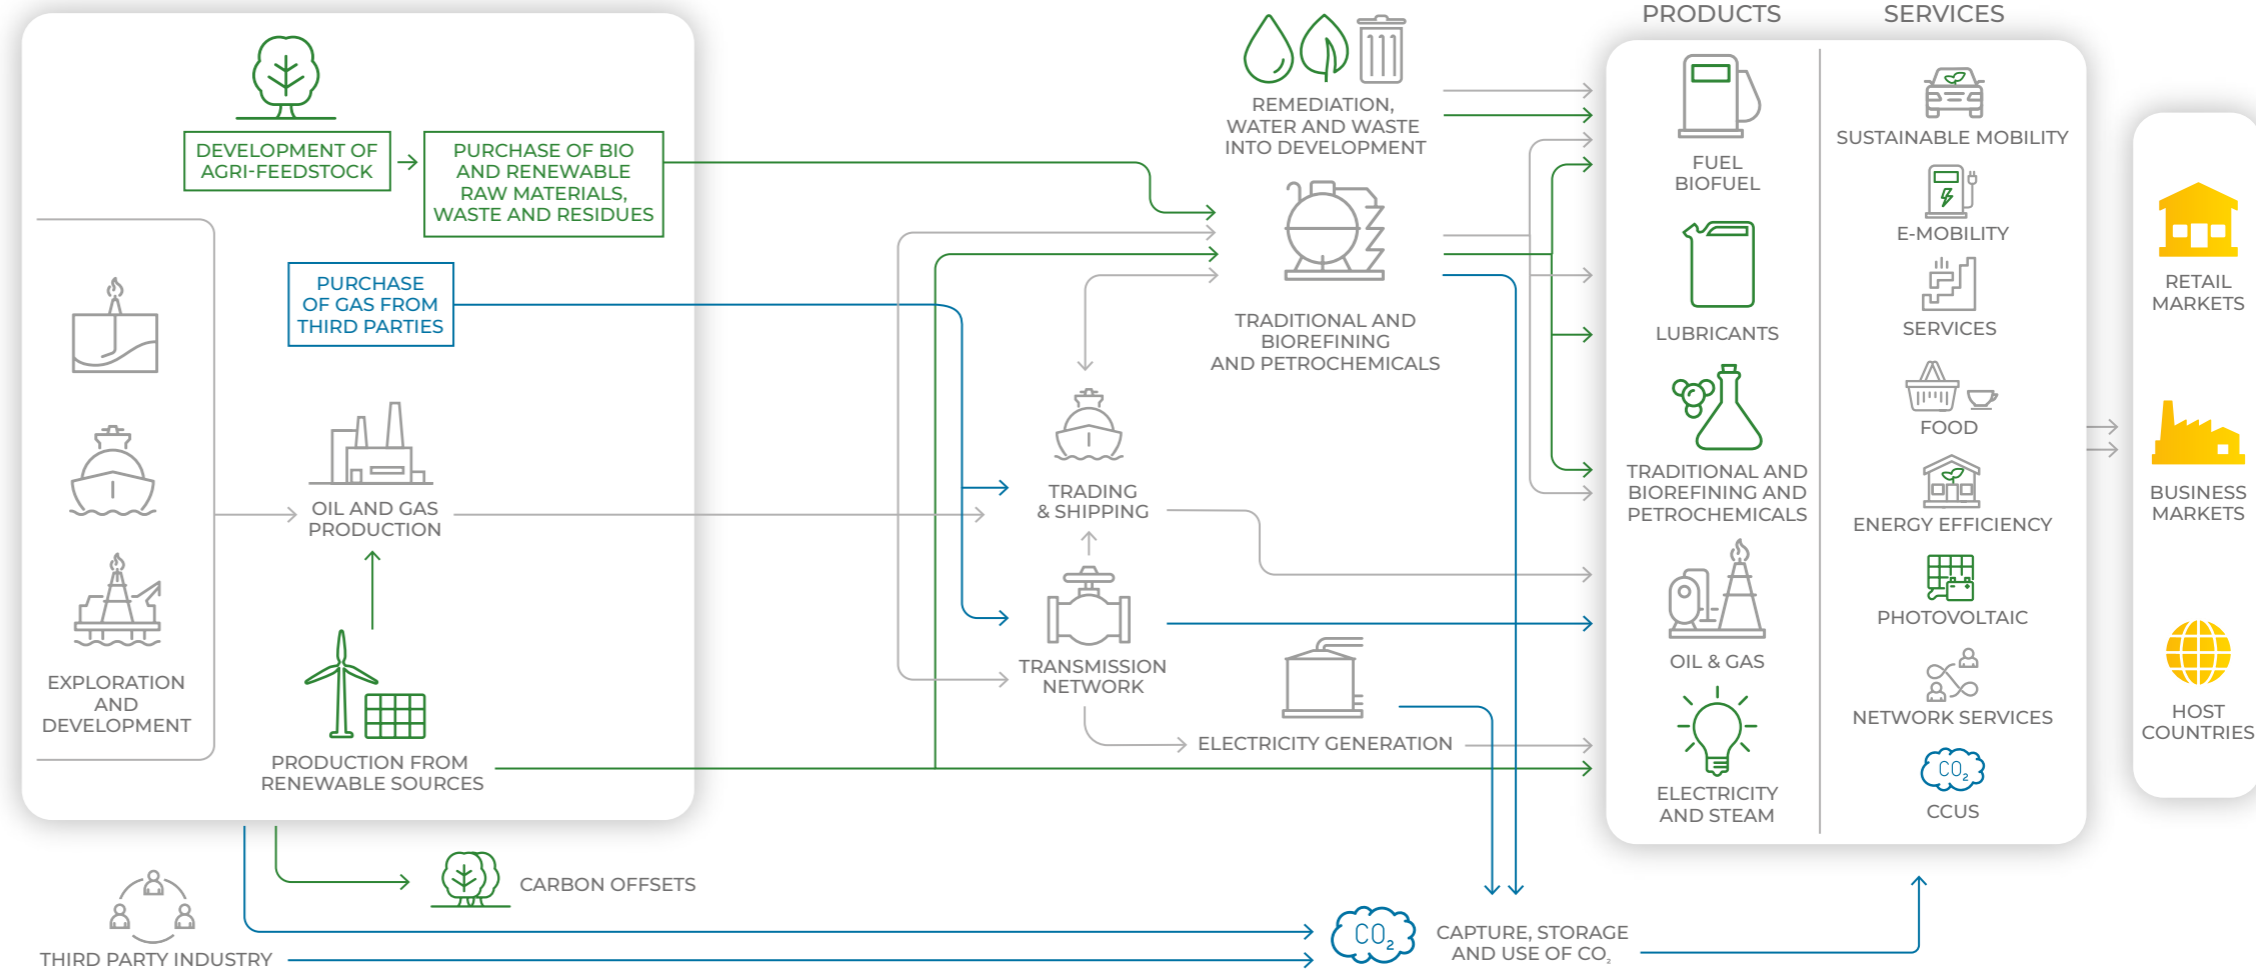 PRODUCTS
SERVICES
DEVELOPMENT OF
AGRI-FEEDSTOCK
PURCHASE OF BIO
AND RENEWABLE
RAW MATERIALS,
WASTE AND RESIDUES
PURCHASE
OF GAS FROM
THIRD PARTIES
EXPLORATION
AND
DEVELOPMENT
OIL AND GAS
PRODUCTION
PRODUCTION FROM
RENEWABLE SOURCES
CARBON OFFSETS
THIRD PARTY INDUSTRY
REMEDIATION,
WATER AND WASTE
INTO DEVELOPMENT
TRADITIONAL AND
BIOREFINING
AND PETROCHEMICALS
TRADING
& SHIPPING
TRANSMISSION
NETWORK
ELECTRICITY GENERATION
CO₂
CAPTURE, STORAGE
AND USE OF CO₂
FUEL
BIOFUEL
LUBRICANTS
TRADITIONAL AND
BIOREFINING AND
PETROCHEMICALS
OIL & GAS
ELECTRICITY
AND STEAM
SUSTAINABLE MOBILITY
E-MOBILITY
SERVICES
FOOD
ENERGY EFFICIENCY
PHOTOVOLTAIC
NETWORK SERVICES
CO₂
CCUS
RETAIL
MARKETS
BUSINESS
MARKETS
HOST
COUNTRIES